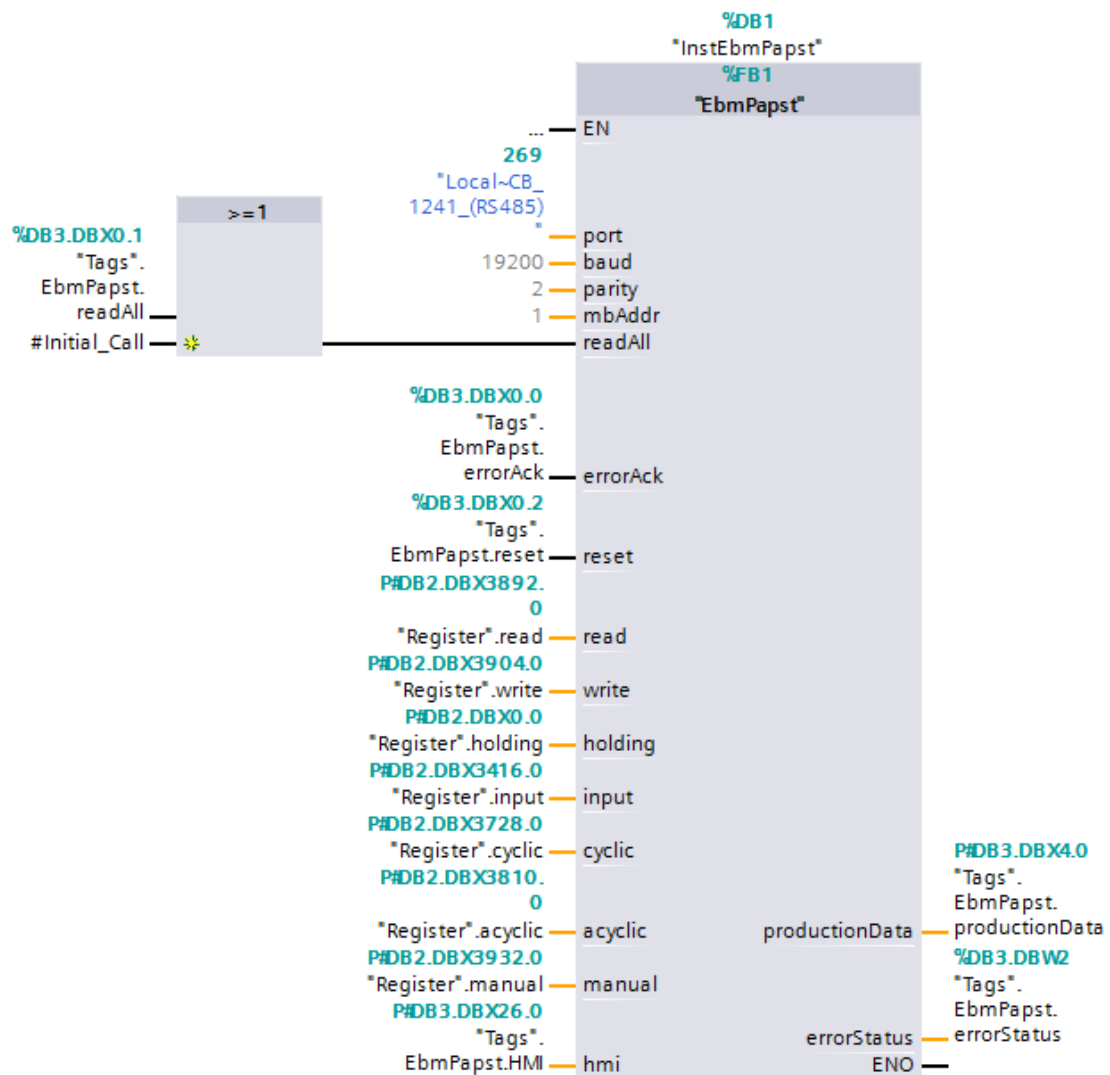 %DB1
"InstEbmPapst"
%FB1
"EbmPapst"
... EN
269
"Local~CB_
1241_(RS485)
" port
19200 baud
2 parity
1 mbAddr
>=1
%DB3.DBX0.1
"Tags".
EbmPapst.
readAll
#Initial_Call
readAll
%DB3.DBX0.0
"Tags".
EbmPapst.
errorAck errorAck
%DB3.DBX0.2
"Tags".
EbmPapst.reset reset
P#DB2.DBX3892.
0
"Register".read read
P#DB2.DBX3904.0
"Register".write write
P#DB2.DBX0.0
"Register".holding holding
P#DB2.DBX3416.0
"Register".input input
P#DB2.DBX3728.0
"Register".cyclic cyclic
P#DB2.DBX3810.
0
"Register".acyclic acyclic
P#DB2.DBX3932.0
"Register".manual manual
P#DB3.DBX26.0
"Tags".
EbmPapst.HMI hmi
P#DB3.DBX4.0
"Tags".
EbmPapst.
productionData productionData
%DB3.DBW2
"Tags".
EbmPapst.
errorStatus errorStatus
ENO